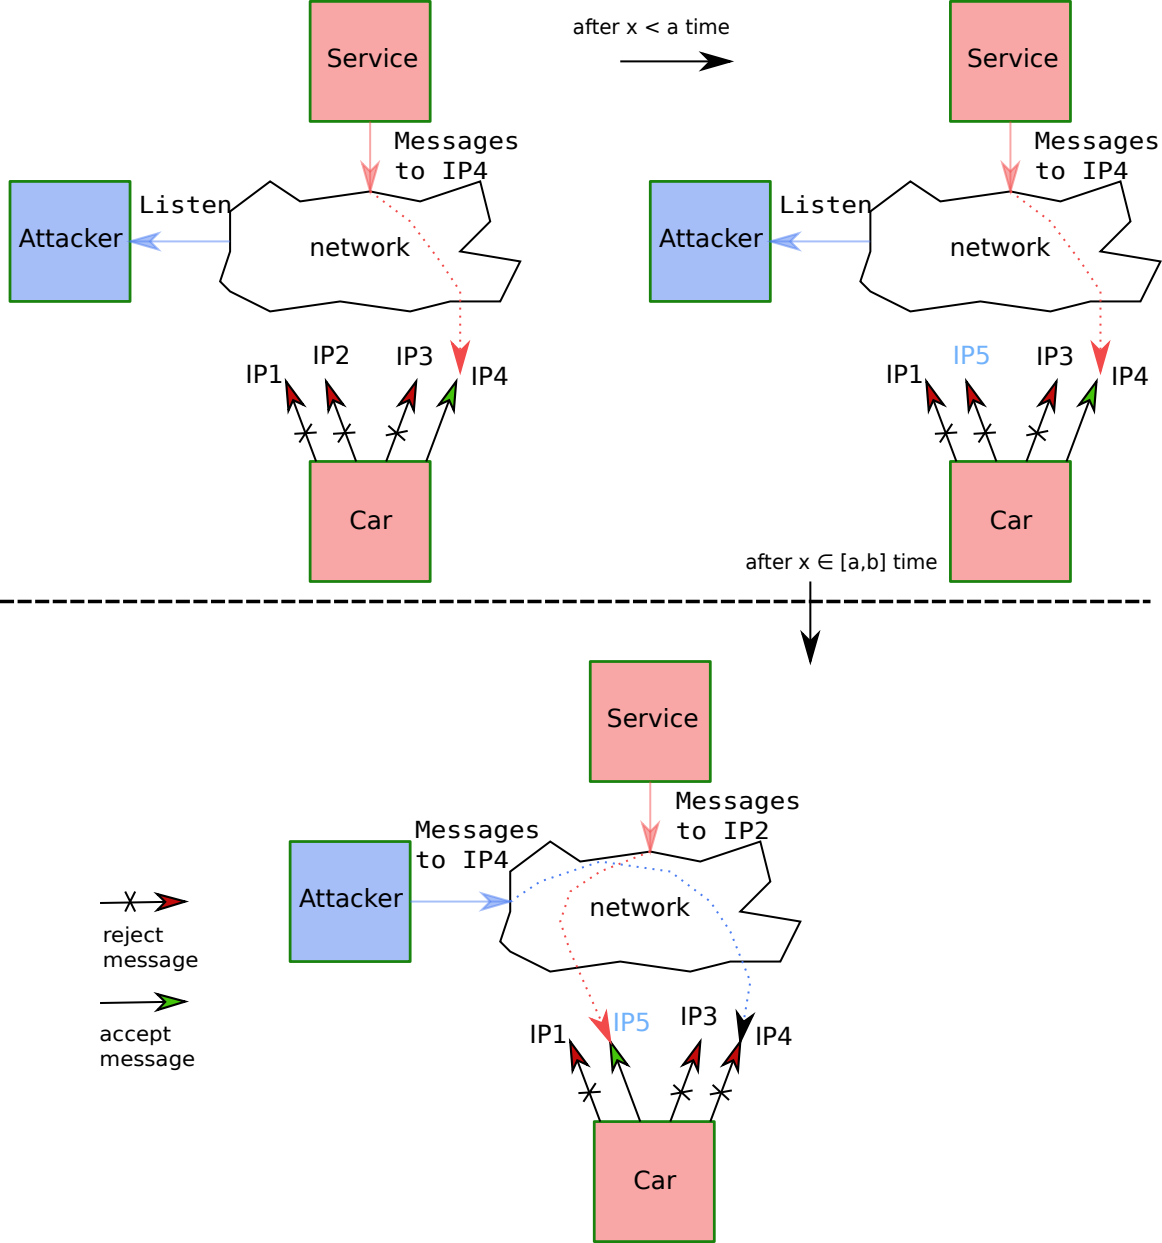 Service
after x < a time
Service
Messages
to IP4
Messages
to IP4
Attacker
Listen
network
Attacker
Listen
network
IP1
IP2
IP3
IP4
IP1
IP5
IP3
IP4
Car
Car
after x ∈ [a,b] time
Service
Messages
to IP2
Messages
to IP4
Attacker
network
reject
message
accept
message
IP1
IP5
IP3
IP4
Car